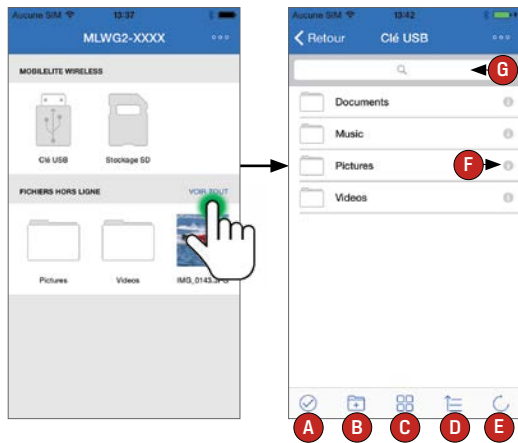 Aucune SIM 13:37
MLWG2-XXXX
MOBILELITE WIRELESS
Clé USB Stockage SD
FICHIERS HORS LIGNE VOIR TOUT
Pictures Videos IMG_0143.JPG
Aucune SIM 13:42
Retour Clé USB
G
Documents
Music
Pictures
F
Videos
A B C D E